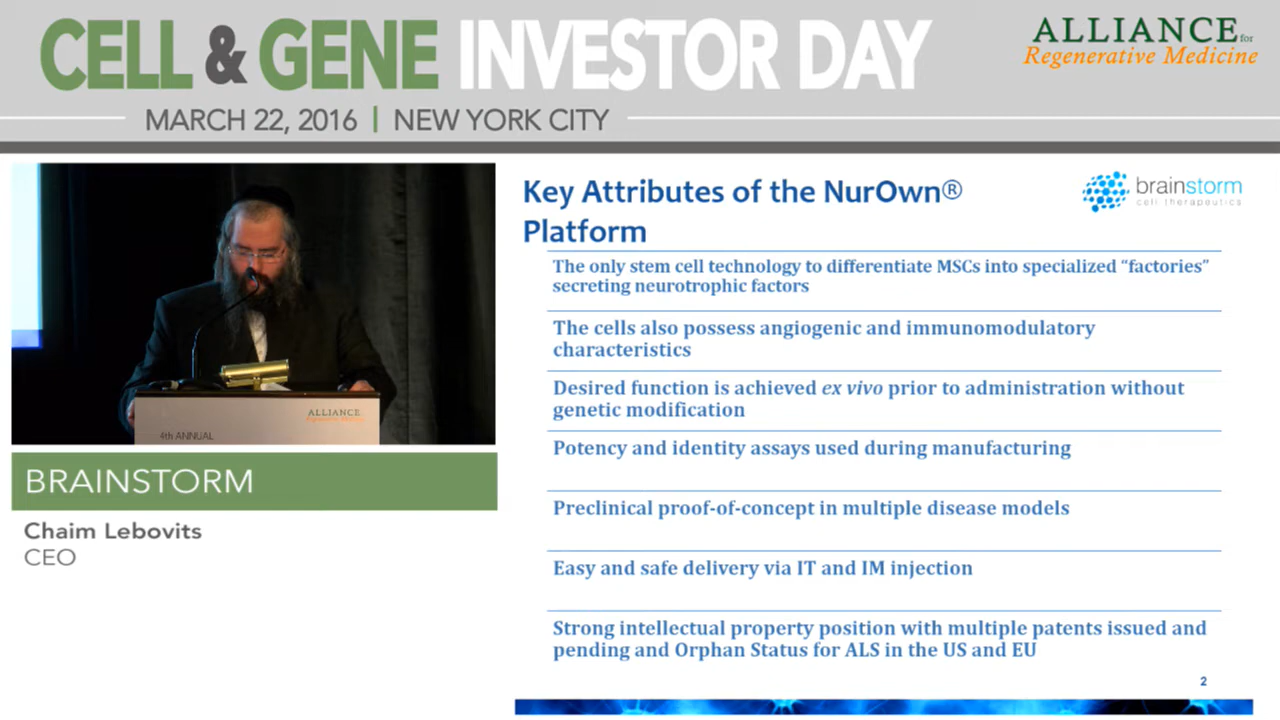 CELL & GENE INVESTOR DAY
MARCH 22, 2016 | NEW YORK CITY
ALLIANCE for
Regenerative Medicine
ALLIANCE
Regenerative Medicine
4th ANNUAL
BRAINSTORM
Chaim Lebovits
CEO
Key Attributes of the NurOwn®
Platform
brainstorm
cell therapeutics
The only stem cell technology to differentiate MSCs into specialized “factories”
secreting neurotrophic factors
The cells also possess angiogenic and immunomodulatory
characteristics
Desired function is achieved ex vivo prior to administration without
genetic modification
Potency and identity assays used during manufacturing
Preclinical proof-of-concept in multiple disease models
Easy and safe delivery via IT and IM injection
Strong intellectual property position with multiple patents issued and
pending and Orphan Status for ALS in the US and EU
2